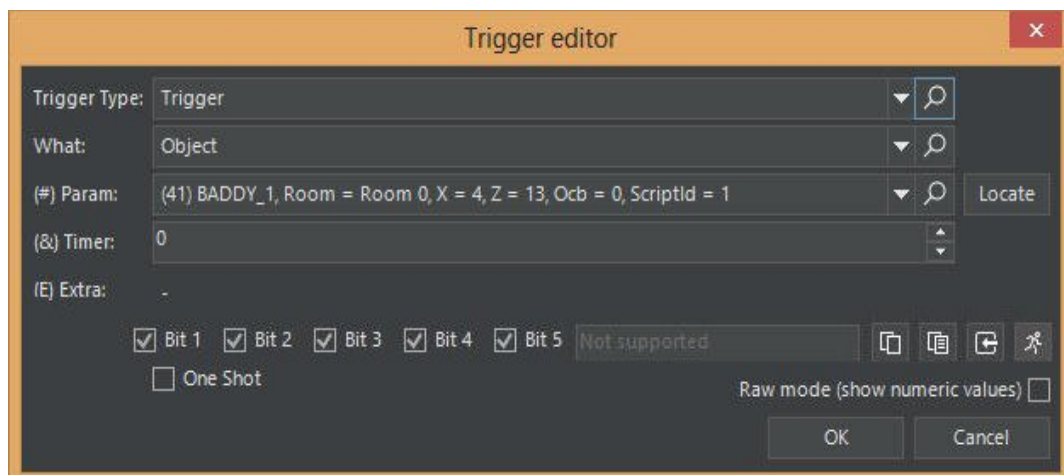 Trigger editor
Trigger Type: Trigger
What: Object
(#) Param: (41) BADDY_1, Room = Room 0, X = 4, Z = 13, Ocb = 0, ScriptId = 1 Locate
(&) Timer: 0
(E) Extra: -
Bit 1 Bit 2 Bit 3 Bit 4 Bit 5 Not supported
One Shot
Raw mode (show numeric values)
OK Cancel